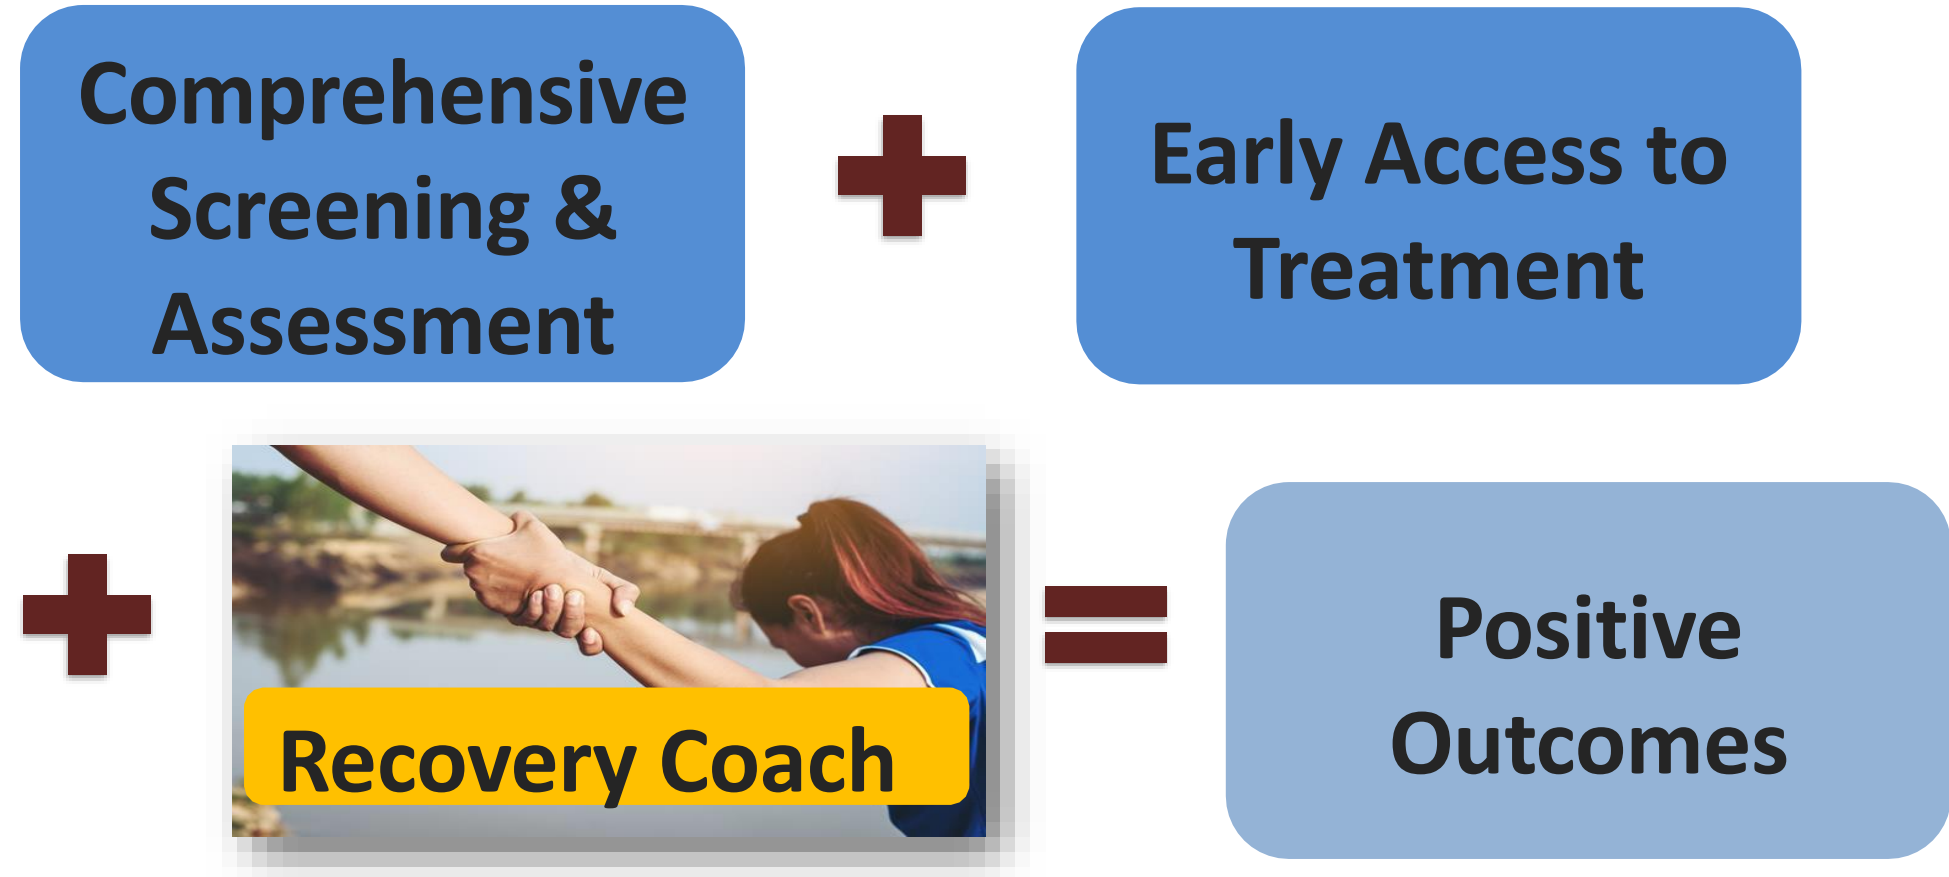 Comprehensive
Screening &
Assessment
Early Access to
Treatment
Recovery Coach
Positive
Outcomes